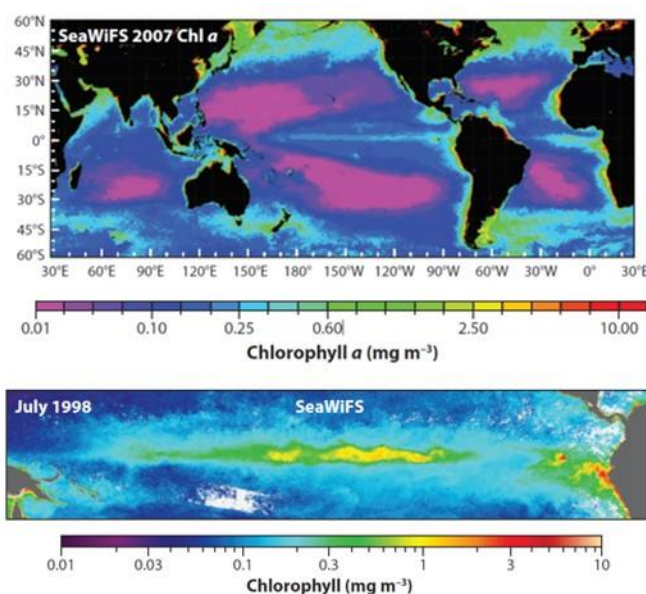 SeaWiFS 2007 Chl a
60°N
45°N
30°N
15°N
0°
15°S
30°S
45°S
60°S
30°E 60°E 90°E 120°E 150°E 180° 150°W 120°W 90°W 60°W 30°W 0° 30°E
0.01 0.10 0.25 0.60 2.50 10.00
Chlorophyll a (mg m⁻³)
July 1998 SeaWiFS
0.01 0.03 0.1 0.3 1 3 10
Chlorophyll (mg m⁻³)